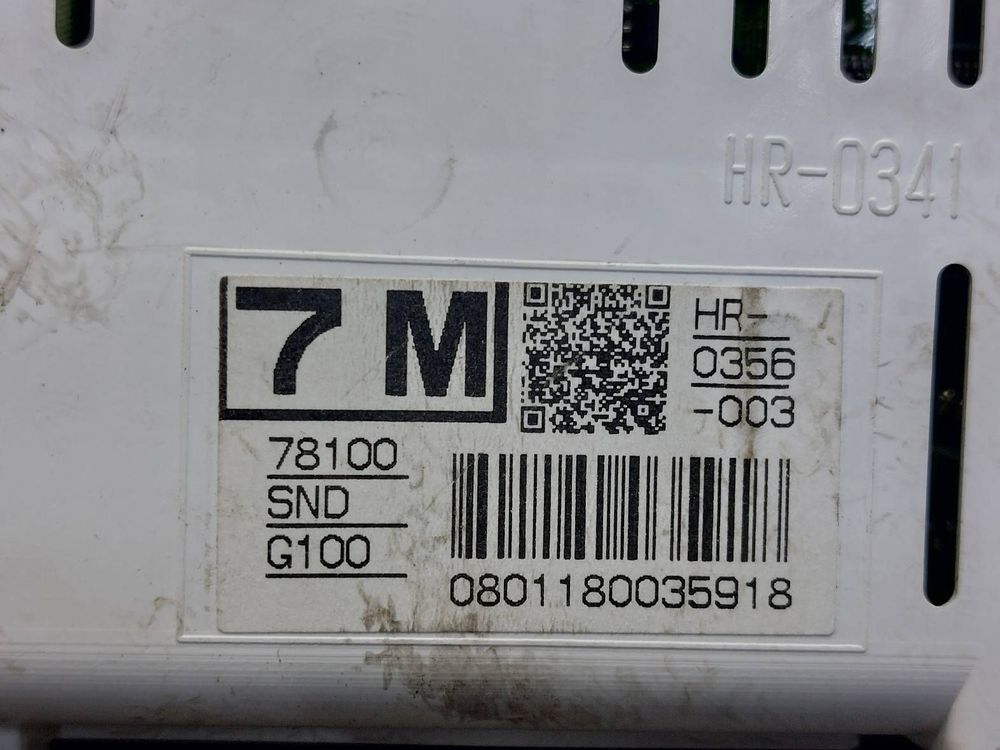 HR-0341
7 M
HR-
0356
-003
78100
SND
G100
0801180035918